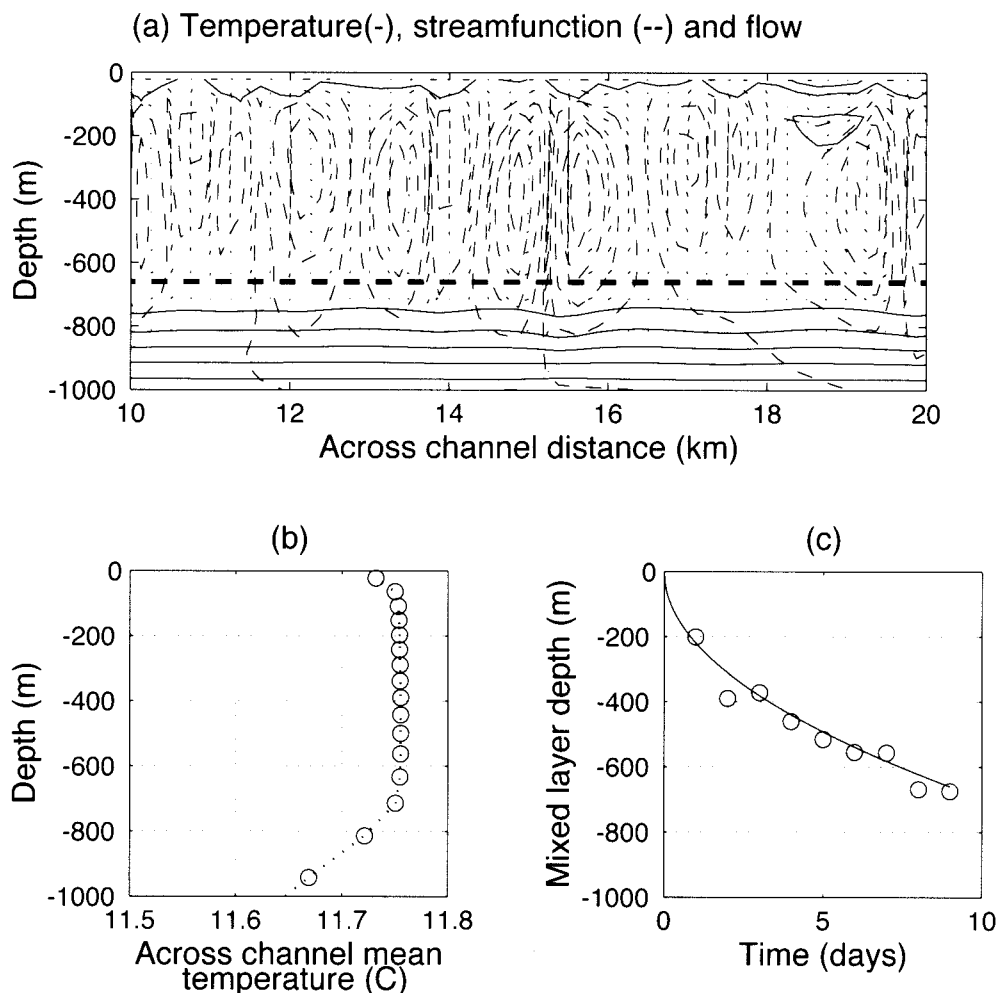 (a) Temperature(-), streamfunction (--) and flow
0
-200
-400
-600
-800
-1000
Depth (m)
10 12 14 16 18 20
Across channel distance (km)
(b)
0
-200
-400
-600
-800
-1000
Depth (m)
11.5 11.6 11.7 11.8
Across channel mean
temperature (C)
(c)
0
-200
-400
-600
-800
-1000
Mixed layer depth (m)
0 5 10
Time (days)